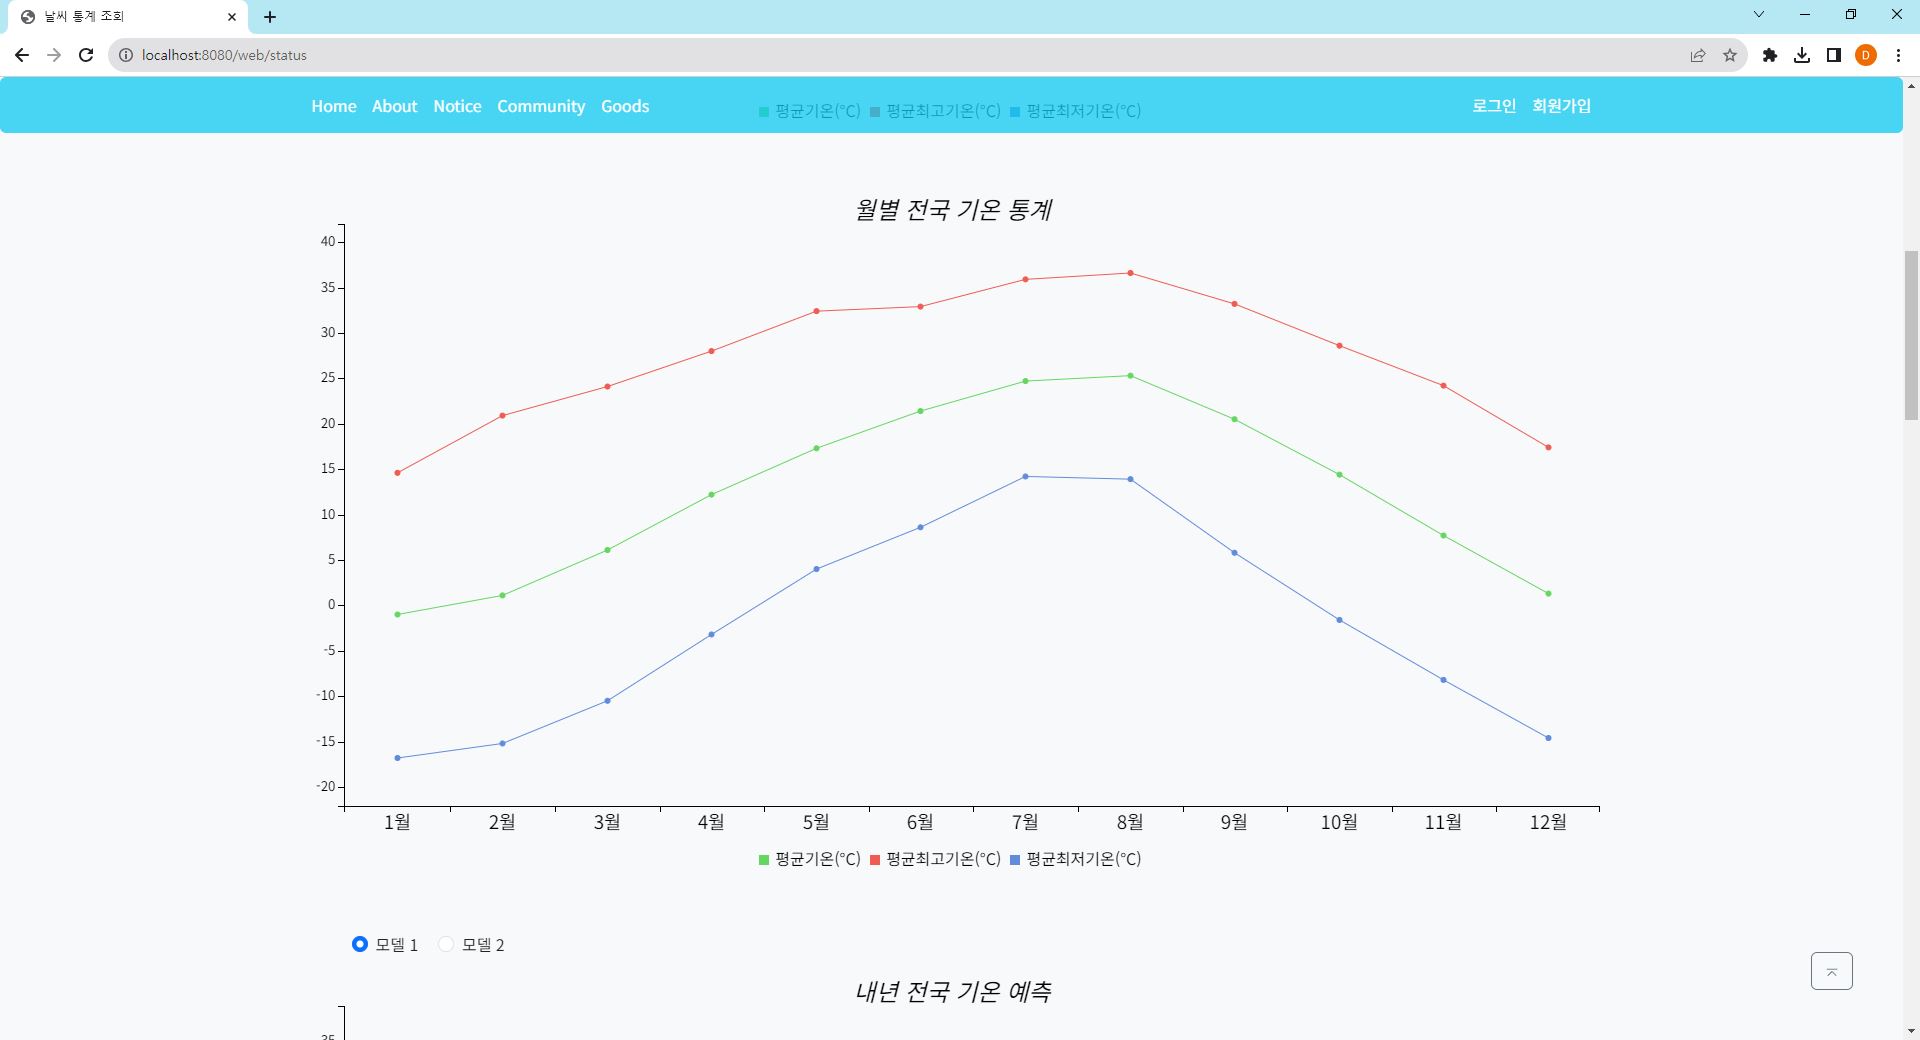 날씨 통계 조회
localhost:8080/web/status
D
Home About Notice Community Goods
평균기온(℃) 평균최고기온(℃) 평균최저기온(℃)
로그인 회원가입
월별 전국 기온 통계
40
35
30
25
20
15
10
5
0
-5
-10
-15
-20
1월 2월 3월 4월 5월 6월 7월 8월 9월 10월 11월 12월
평균기온(℃) 평균최고기온(℃) 평균최저기온(℃)
모델 1 모델 2
내년 전국 기온 예측
35